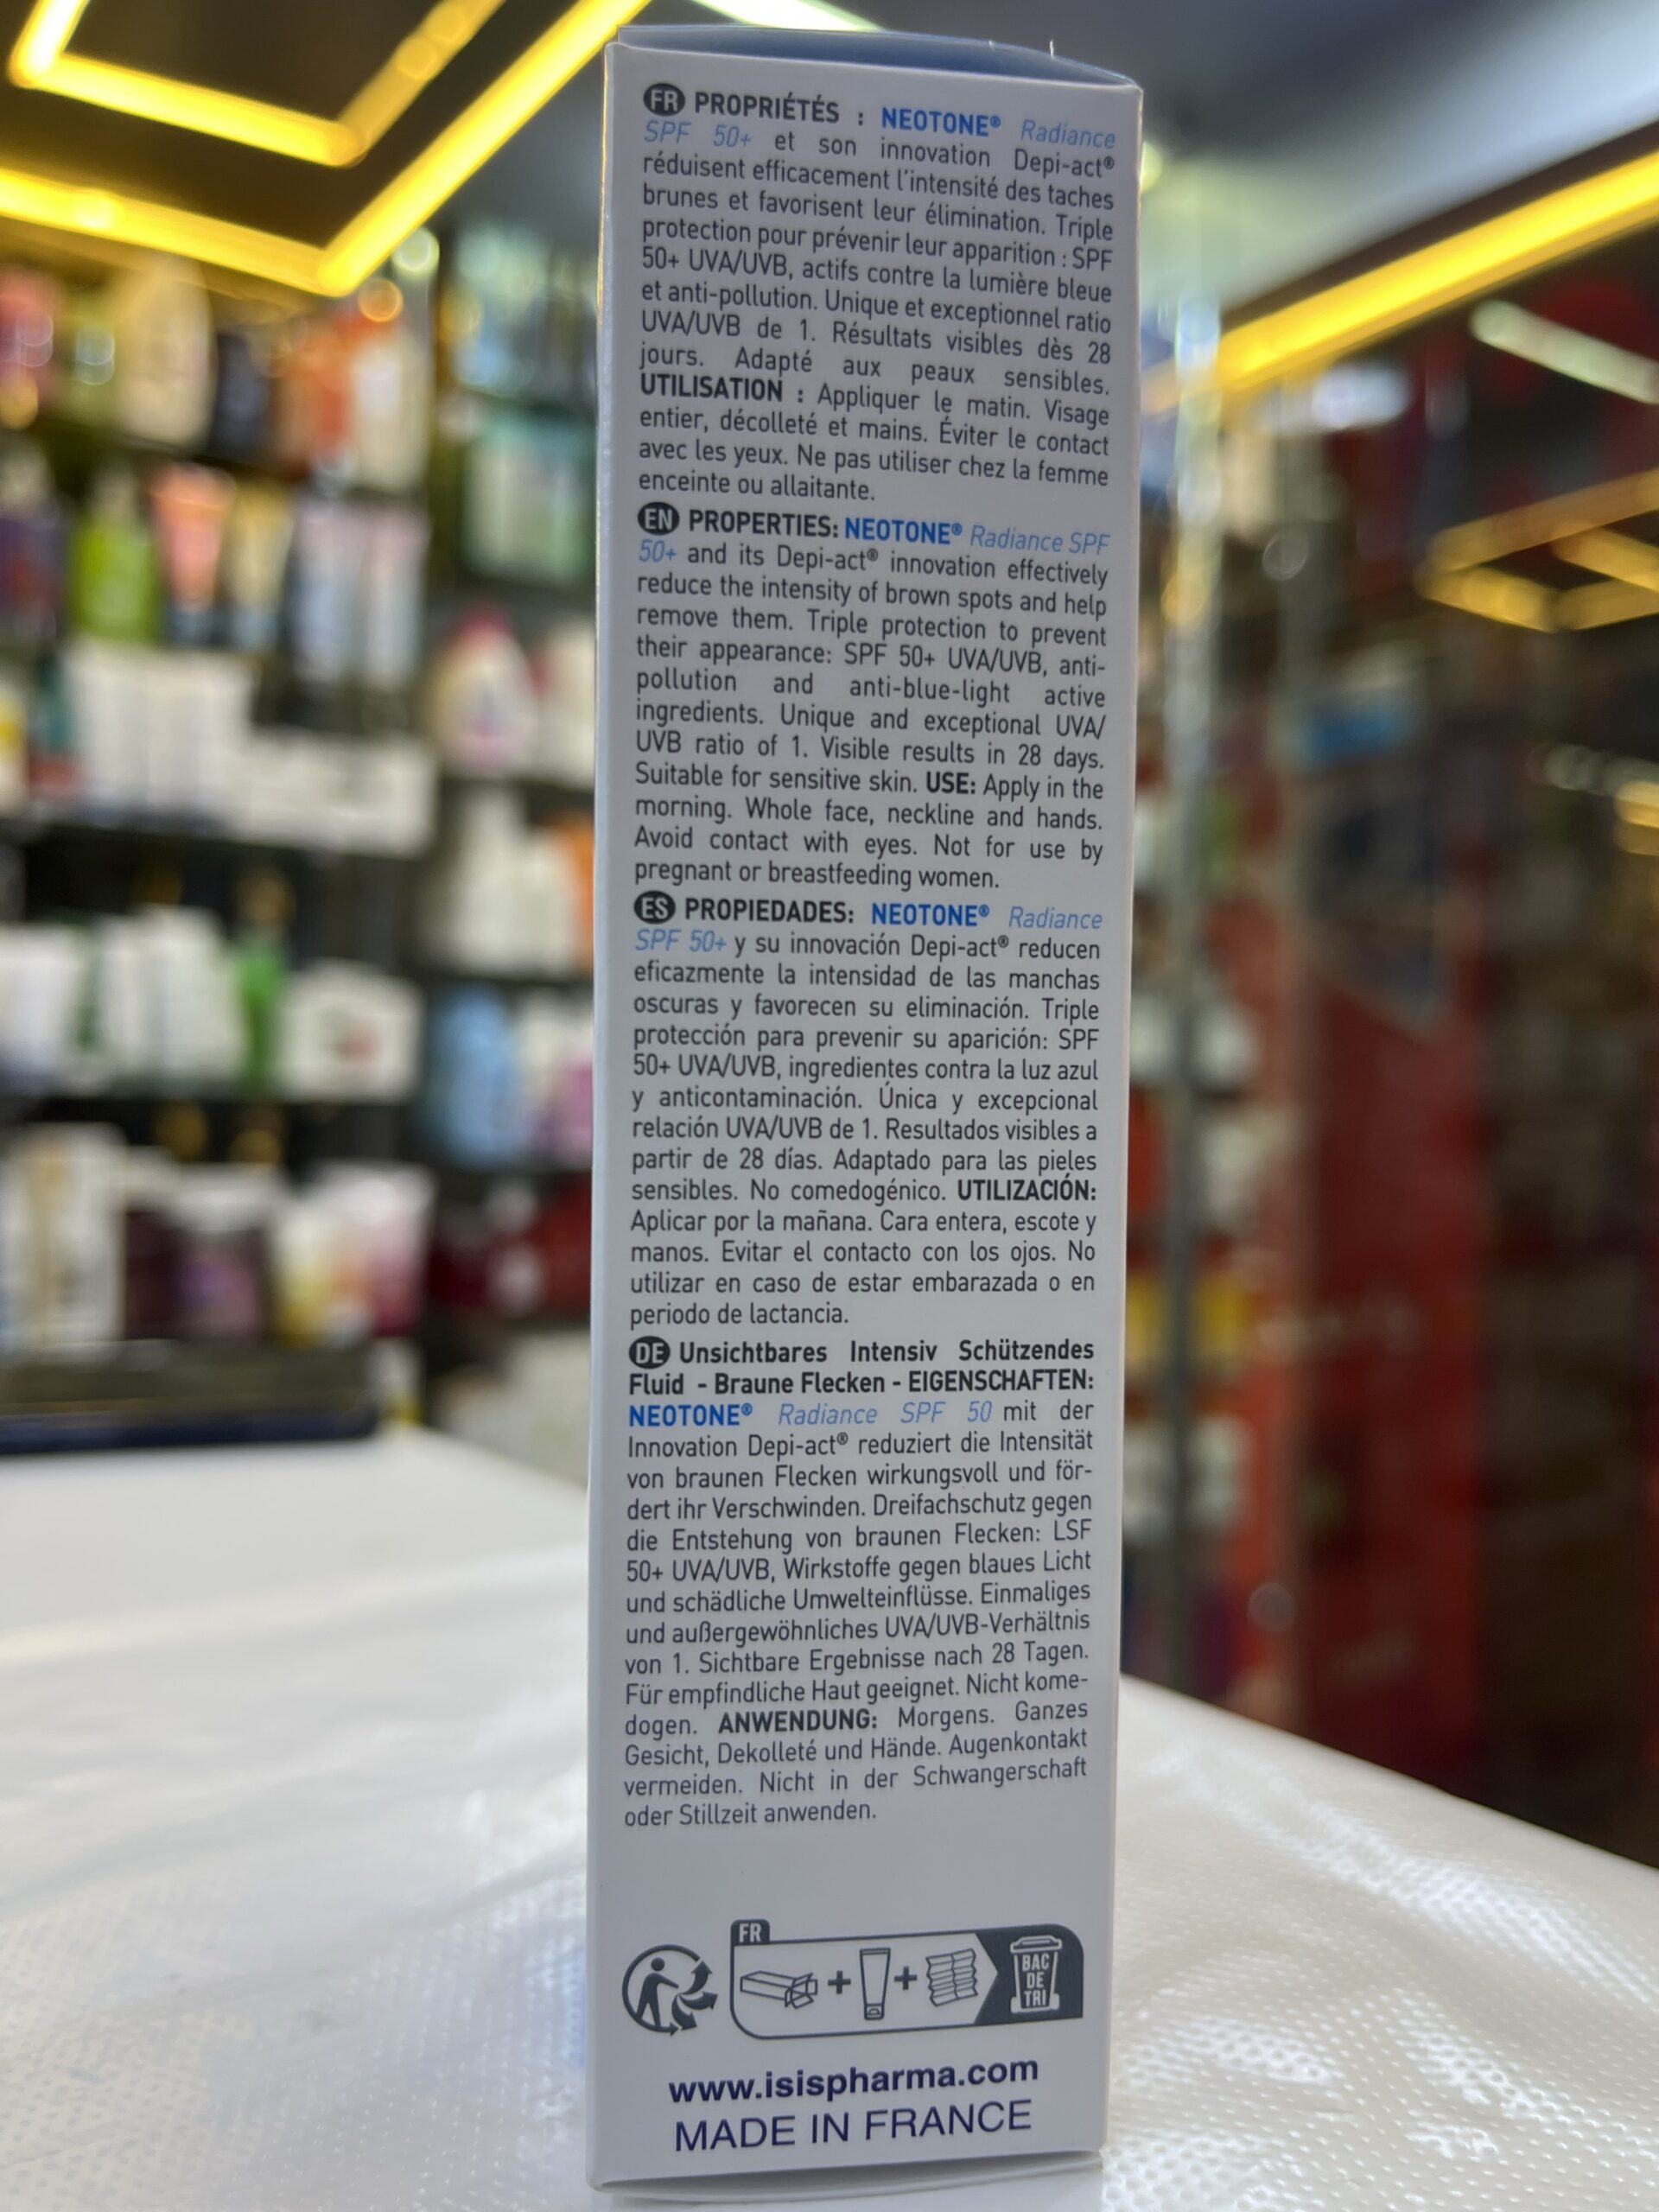 FR PROPRIÉTÉS : NEOTONE® Radiance
SPF 50+ et son innovation Depi-act®
réduisent efficacement l'intensité des taches
brunes et favorisent leur élimination. Triple
protection pour prévenir leur apparition : SPF
50+ UVA/UVB, actifs contre la lumière bleue
et anti-pollution. Unique et exceptionnel ratio
UVA/UVB de 1. Résultats visibles dès 28
jours. Adapté aux peaux sensibles.
UTILISATION : Appliquer le matin. Visage
entier, décolleté et mains. Éviter le contact
avec les yeux. Ne pas utiliser chez la femme
enceinte ou allaitante.
EN PROPERTIES: NEOTONE® Radiance SPF
50+ and its Depi-act® innovation effectively
reduce the intensity of brown spots and help
remove them. Triple protection to prevent
their appearance: SPF 50+ UVA/UVB, anti-
pollution and anti-blue-light active
ingredients. Unique and exceptional UVA/
UVB ratio of 1. Visible results in 28 days.
Suitable for sensitive skin. USE: Apply in the
morning. Whole face, neckline and hands.
Avoid contact with eyes. Not for use by
pregnant or breastfeeding women.
ES PROPIEDADES: NEOTONE® Radiance
SPF 50+ y su innovación Depi-act® reducen
eficazmente la intensidad de las manchas
oscuras y favorecen su eliminación. Triple
protección para prevenir su aparición: SPF
50+ UVA/UVB, ingredientes contra la luz azul
y anticontaminación. Única y excepcional
relación UVA/UVB de 1. Resultados visibles a
partir de 28 días. Adaptado para las pieles
sensibles. No comedogénico. UTILIZACIÓN:
Aplicar por la mañana. Cara entera, escote y
manos. Evitar el contacto con los ojos. No
utilizar en caso de estar embarazada o en
periodo de lactancia.
DE Unsichtbares Intensiv Schützendes
Fluid - Braune Flecken - EIGENSCHAFTEN:
NEOTONE® Radiance SPF 50 mit der
Innovation Depi-act® reduziert die Intensität
von braunen Flecken wirkungsvoll und för-
dert ihr Verschwinden. Dreifachschutz gegen
die Entstehung von braunen Flecken: LSF
50+ UVA/UVB, Wirkstoffe gegen blaues Licht
und schädliche Umwelteinflüsse. Einmaliges
und außergewöhnliches UVA/UVB-Verhältnis
von 1. Sichtbare Ergebnisse nach 28 Tagen.
Für empfindliche Haut geeignet. Nicht kome-
dogen. ANWENDUNG: Morgens. Ganzes
Gesicht, Dekolleté und Hände. Augenkontakt
vermeiden. Nicht in der Schwangerschaft
oder Stillzeit anwenden.
FR
BAC
DE
TRI
www.isispharma.com
MADE IN FRANCE